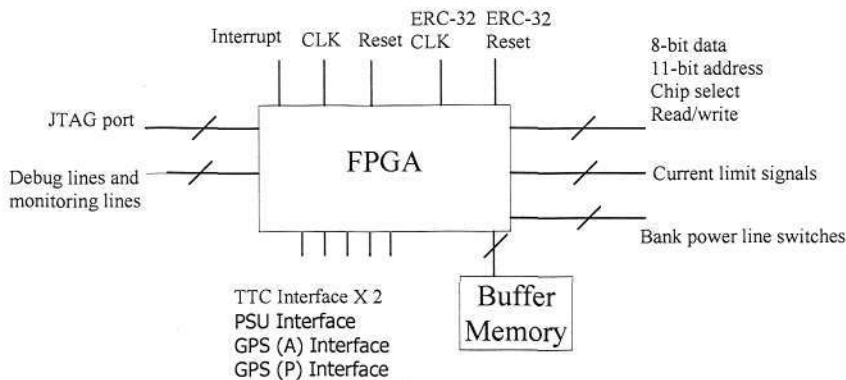 ERC-32 ERC-32
Interrupt CLK Reset CLK Reset
8-bit data
11-bit address
Chip select
Read/write
JTAG port
FPGA
Debug lines and
monitoring lines
Current limit signals
Bank power line switches
TTC Interface X 2
PSU Interface
GPS (A) Interface
GPS (P) Interface
Buffer
Memory